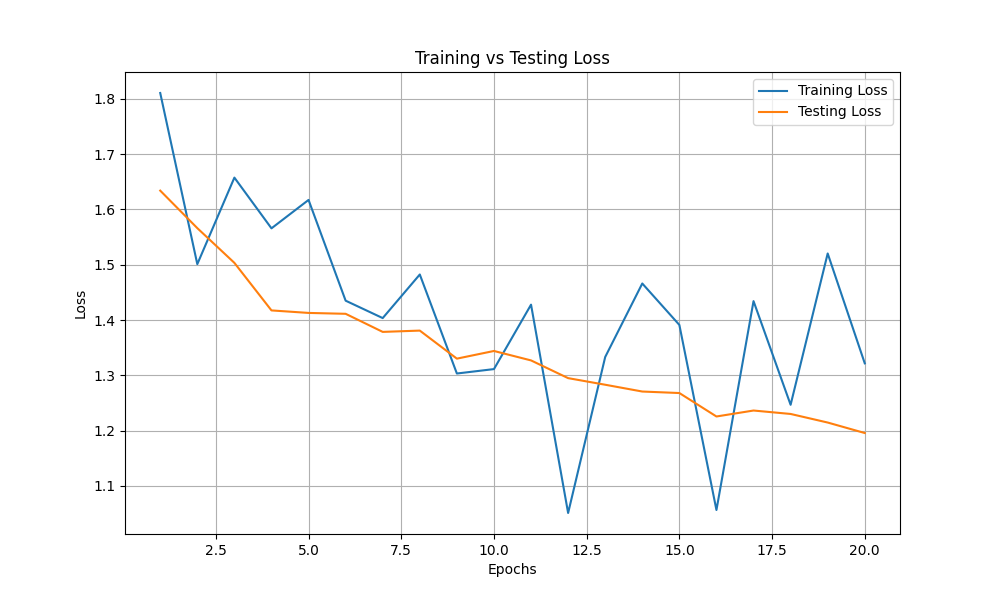 Training vs Testing Loss
Training Loss
Testing Loss
1.8
1.7
1.6
1.5
1.4
1.3
1.2
1.1
Loss
2.5 5.0 7.5 10.0 12.5 15.0 17.5 20.0
Epochs